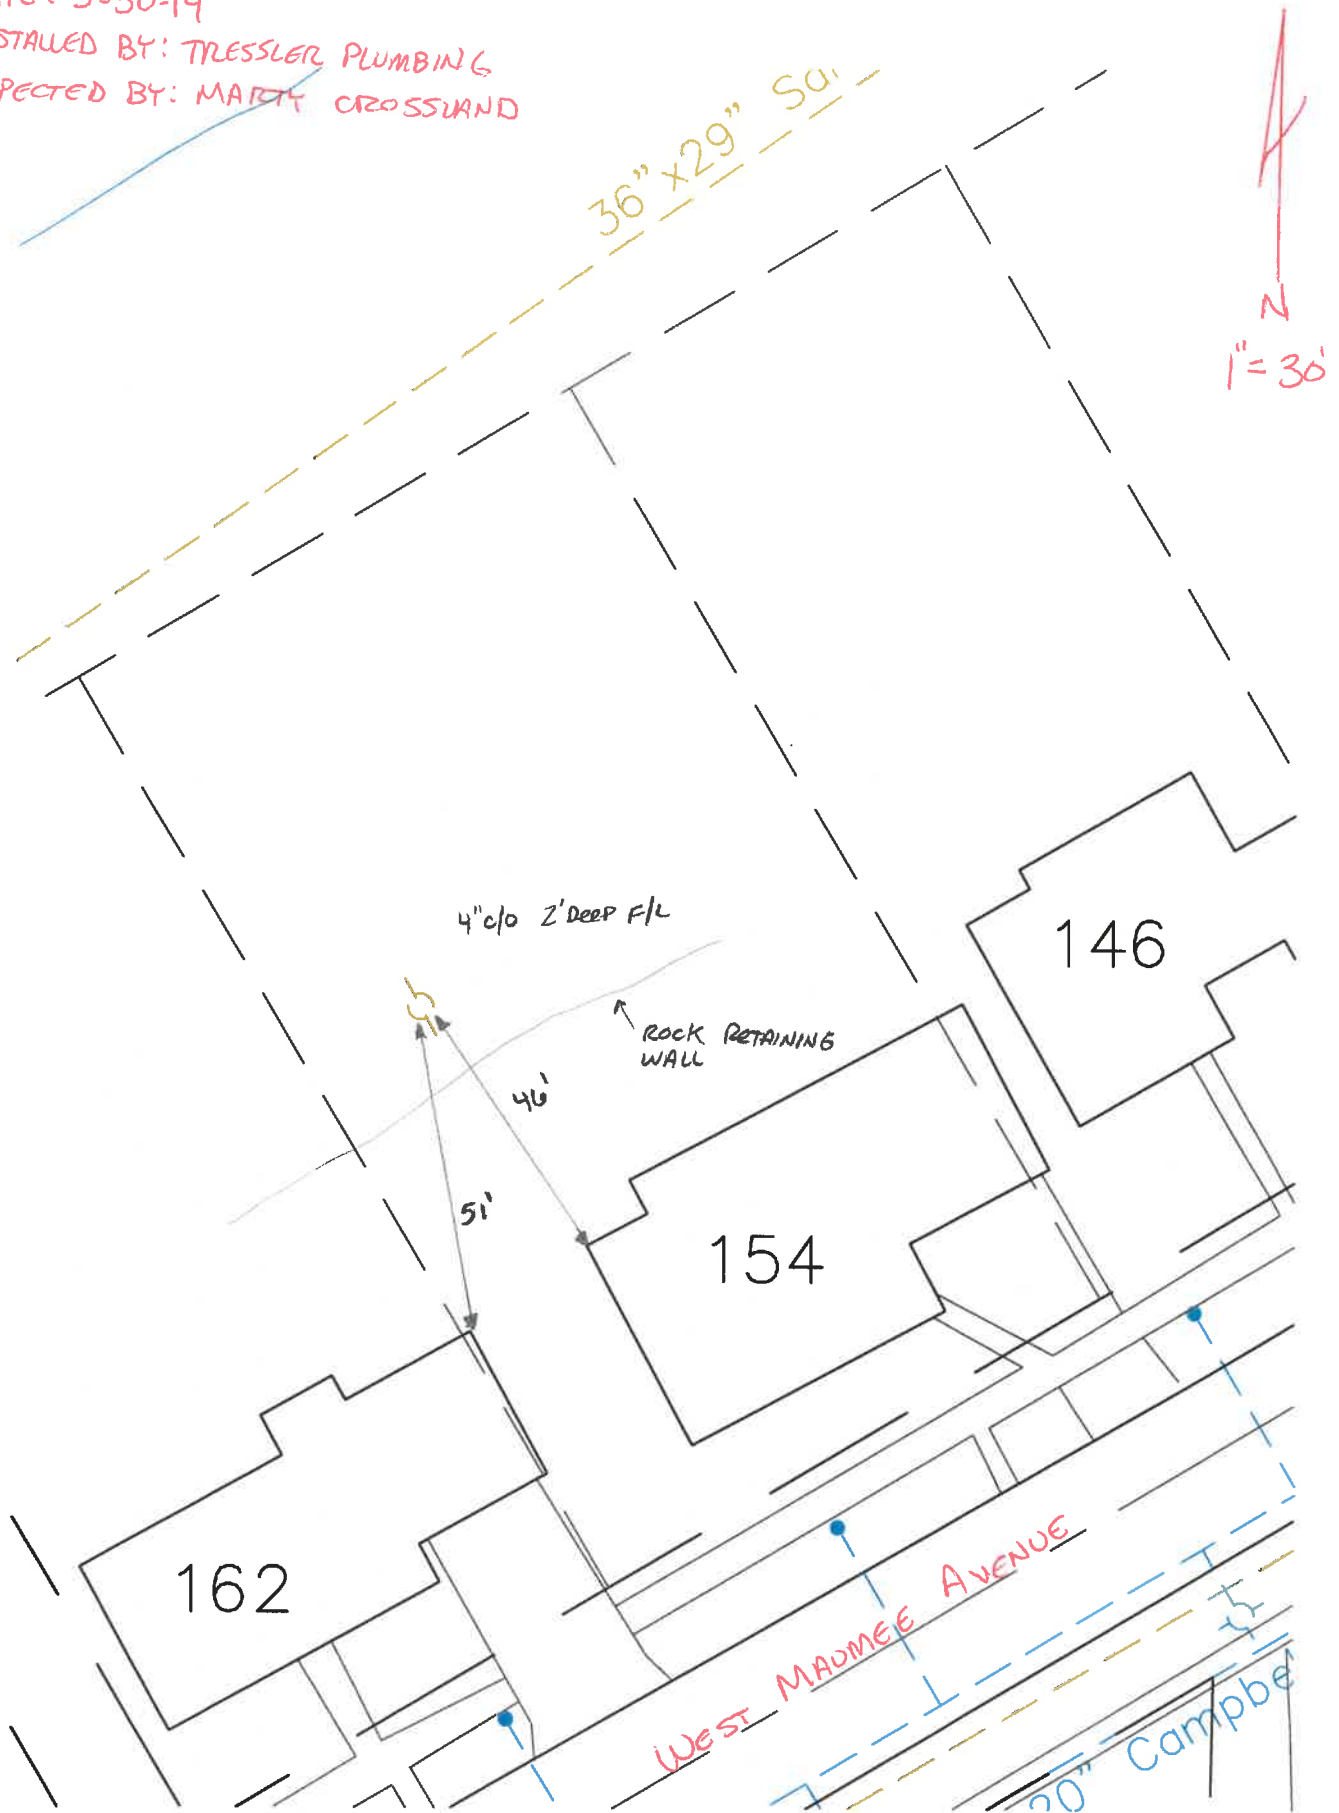 STALLED BY: TRESSLER PLUMBING
PECTED BY: MARTY CROSSLAND
36"x29"
N
1"=30'
4"c/o 2'DEEP F/L
ROCK RETAINING
WALL
46'
51'
146
154
162
WEST MAUMEE AVENUE
20" Campbe